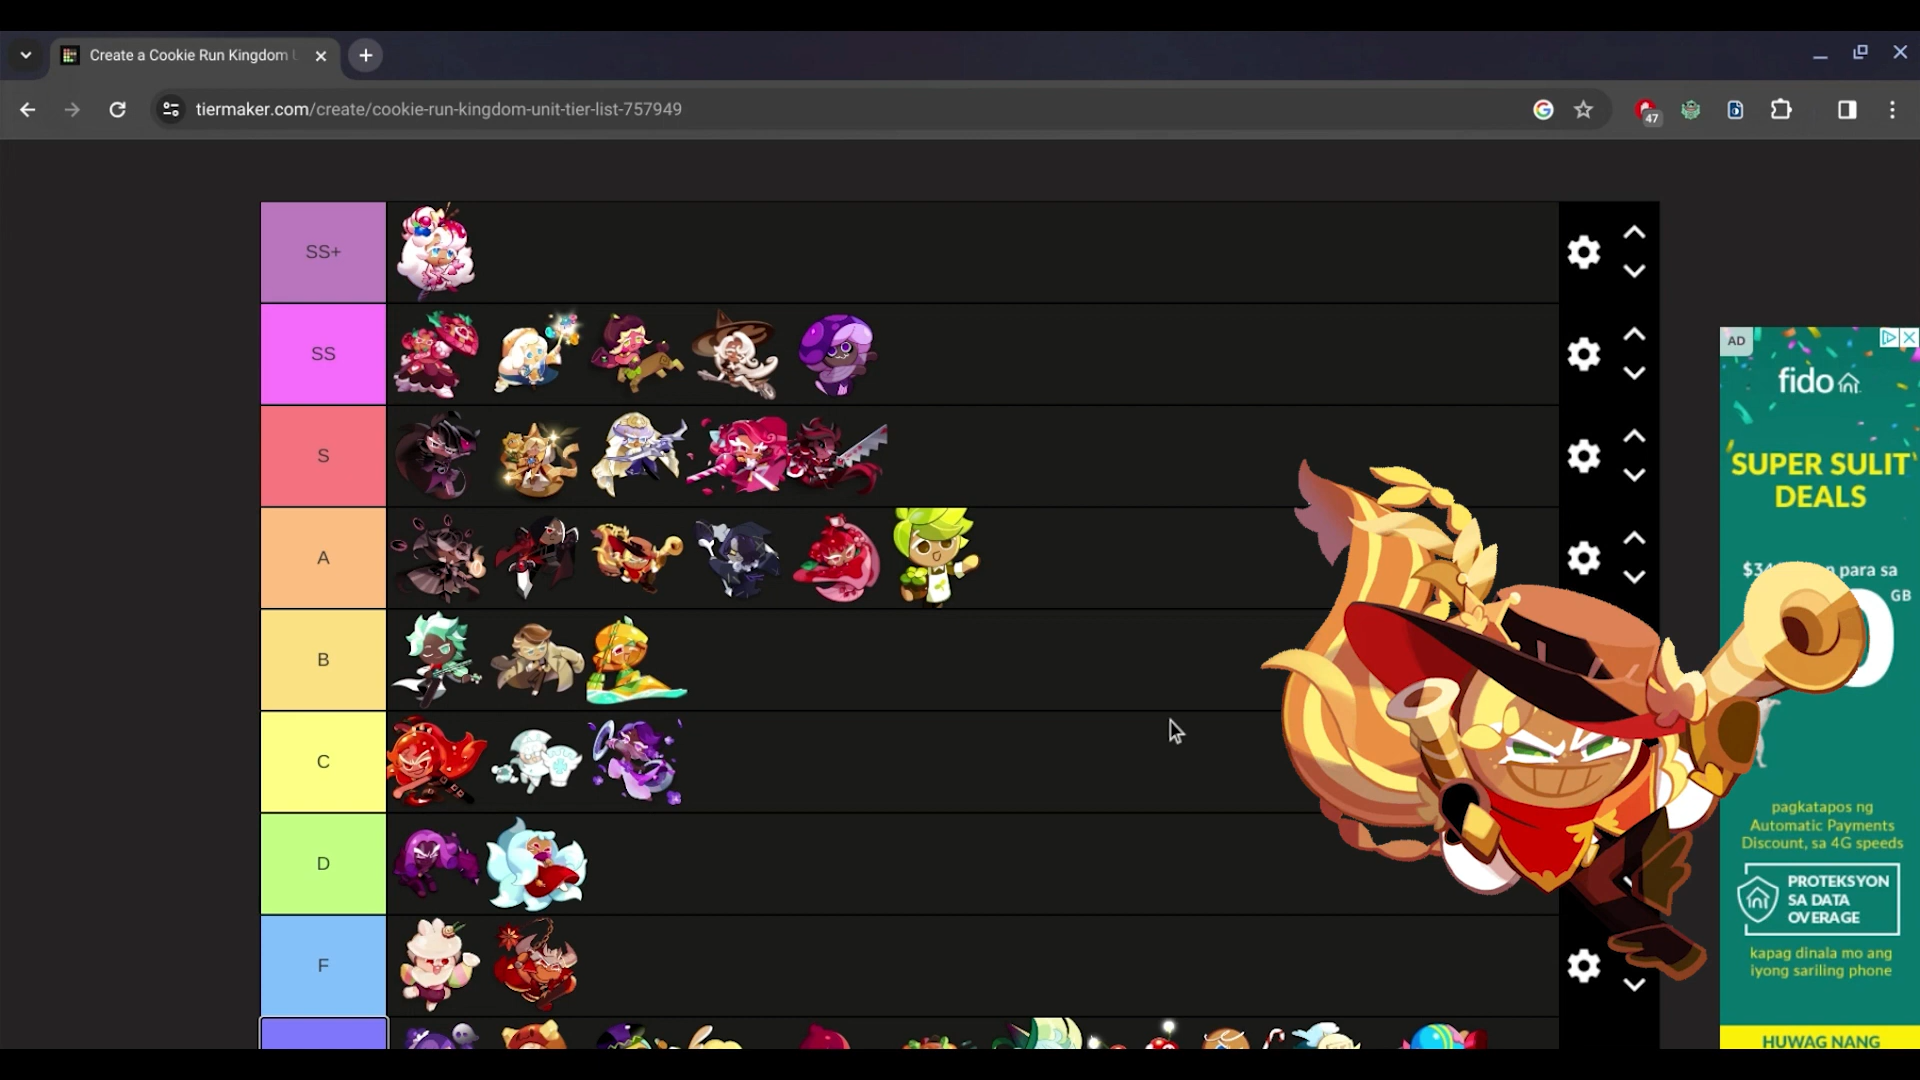 Create a Cookie Run Kingdom
tiermaker.com/create/cookie-run-kingdom-unit-tier-list-757949
47
SS+
SS
S
A
B
C
D
F
AD
fido
SUPER SULIT
DEALS
para sa
GB
pagkatapos ng
Automatic Payments
Discount, sa 4G speeds
PROTEKSYON
SA DATA
OVERAGE
kapag dinala mo ang
iyong sariling phone
HUWAG NANG